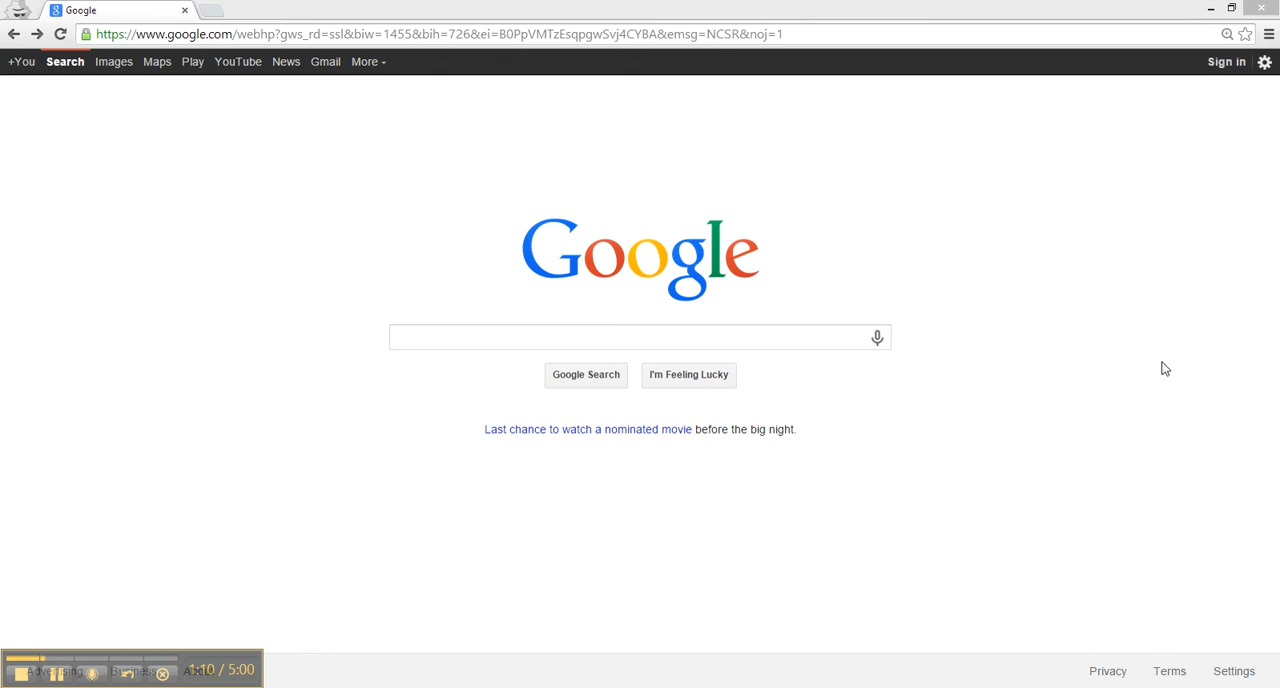 Google
https://www.google.com/webhp?gws_rd=ssl&biw=1455&bih=726&ei=B0PpVMTzEsqpgwSvj4CYBA&emsg=NCSR&noj=1
+You Search Images Maps Play YouTube News Gmail More Sign in
Google
Google Search I'm Feeling Lucky
Last chance to watch a nominated movie before the big night.
Advertising Business 1:10 / 5:00 Privacy Terms Settings